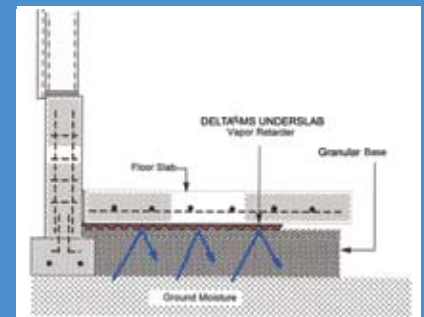 DELTA®-MS UNDERSLAB
Vapor Retarder
Granular Base
Floor Slab
Ground Moisture